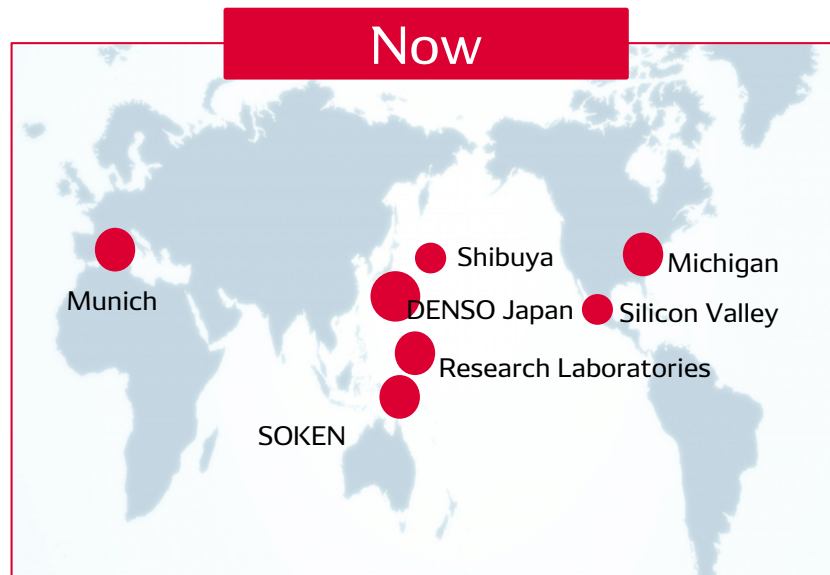 Now
Shibuya
Michigan
Munich
DENSO Japan
Silicon Valley
Research Laboratories
SOKEN